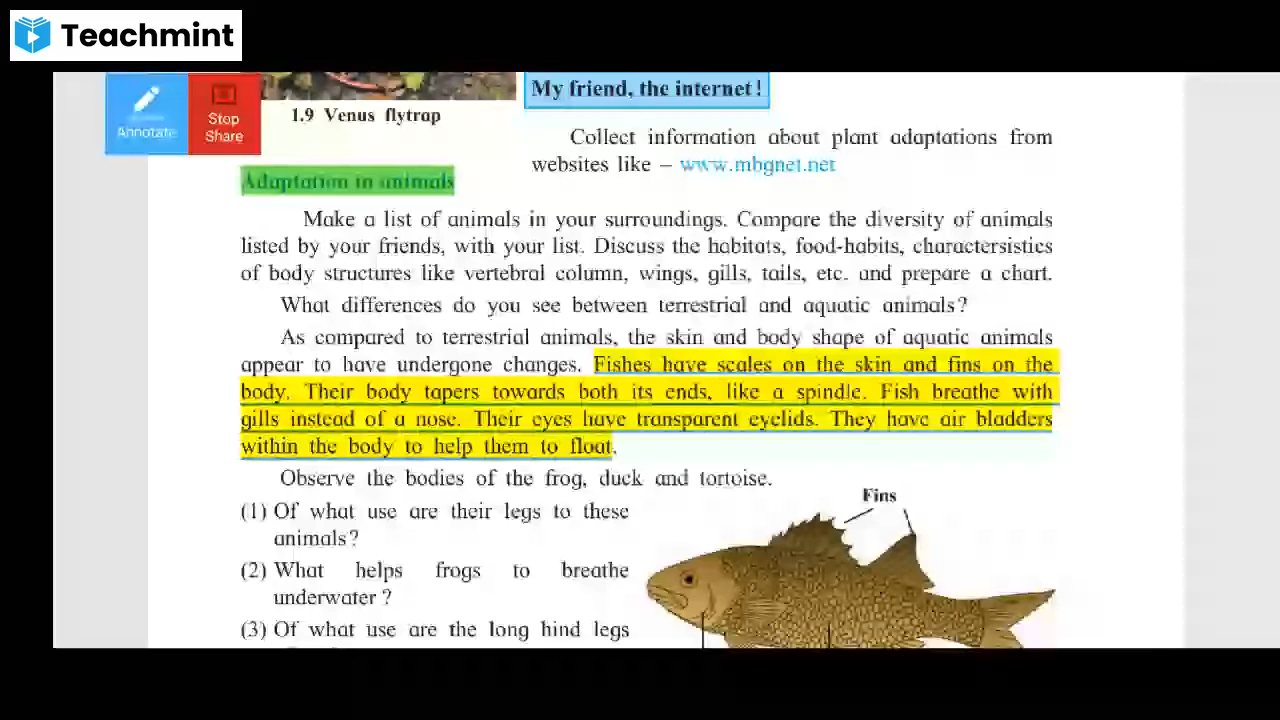 Teachmint
Annotate
Stop
Share
1.9 Venus flytrap
My friend, the internet !
Collect information about plant adaptations from
websites like – www.mbgnet.net
Adaptation in animals
Make a list of animals in your surroundings. Compare the diversity of animals
listed by your friends, with your list. Discuss the habitats, food-habits, charactersistics
of body structures like vertebral column, wings, gills, tails, etc. and prepare a chart.
What differences do you see between terrestrial and aquatic animals?
As compared to terrestrial animals, the skin and body shape of aquatic animals
appear to have undergone changes. Fishes have scales on the skin and fins on the
body. Their body tapers towards both its ends, like a spindle. Fish breathe with
gills instead of a nose. Their eyes have transparent eyelids. They have air bladders
within the body to help them to float.
Observe the bodies of the frog, duck and tortoise.
(1) Of what use are their legs to these
animals?
(2) What helps frogs to breathe
underwater ?
(3) Of what use are the long hind legs
Fins